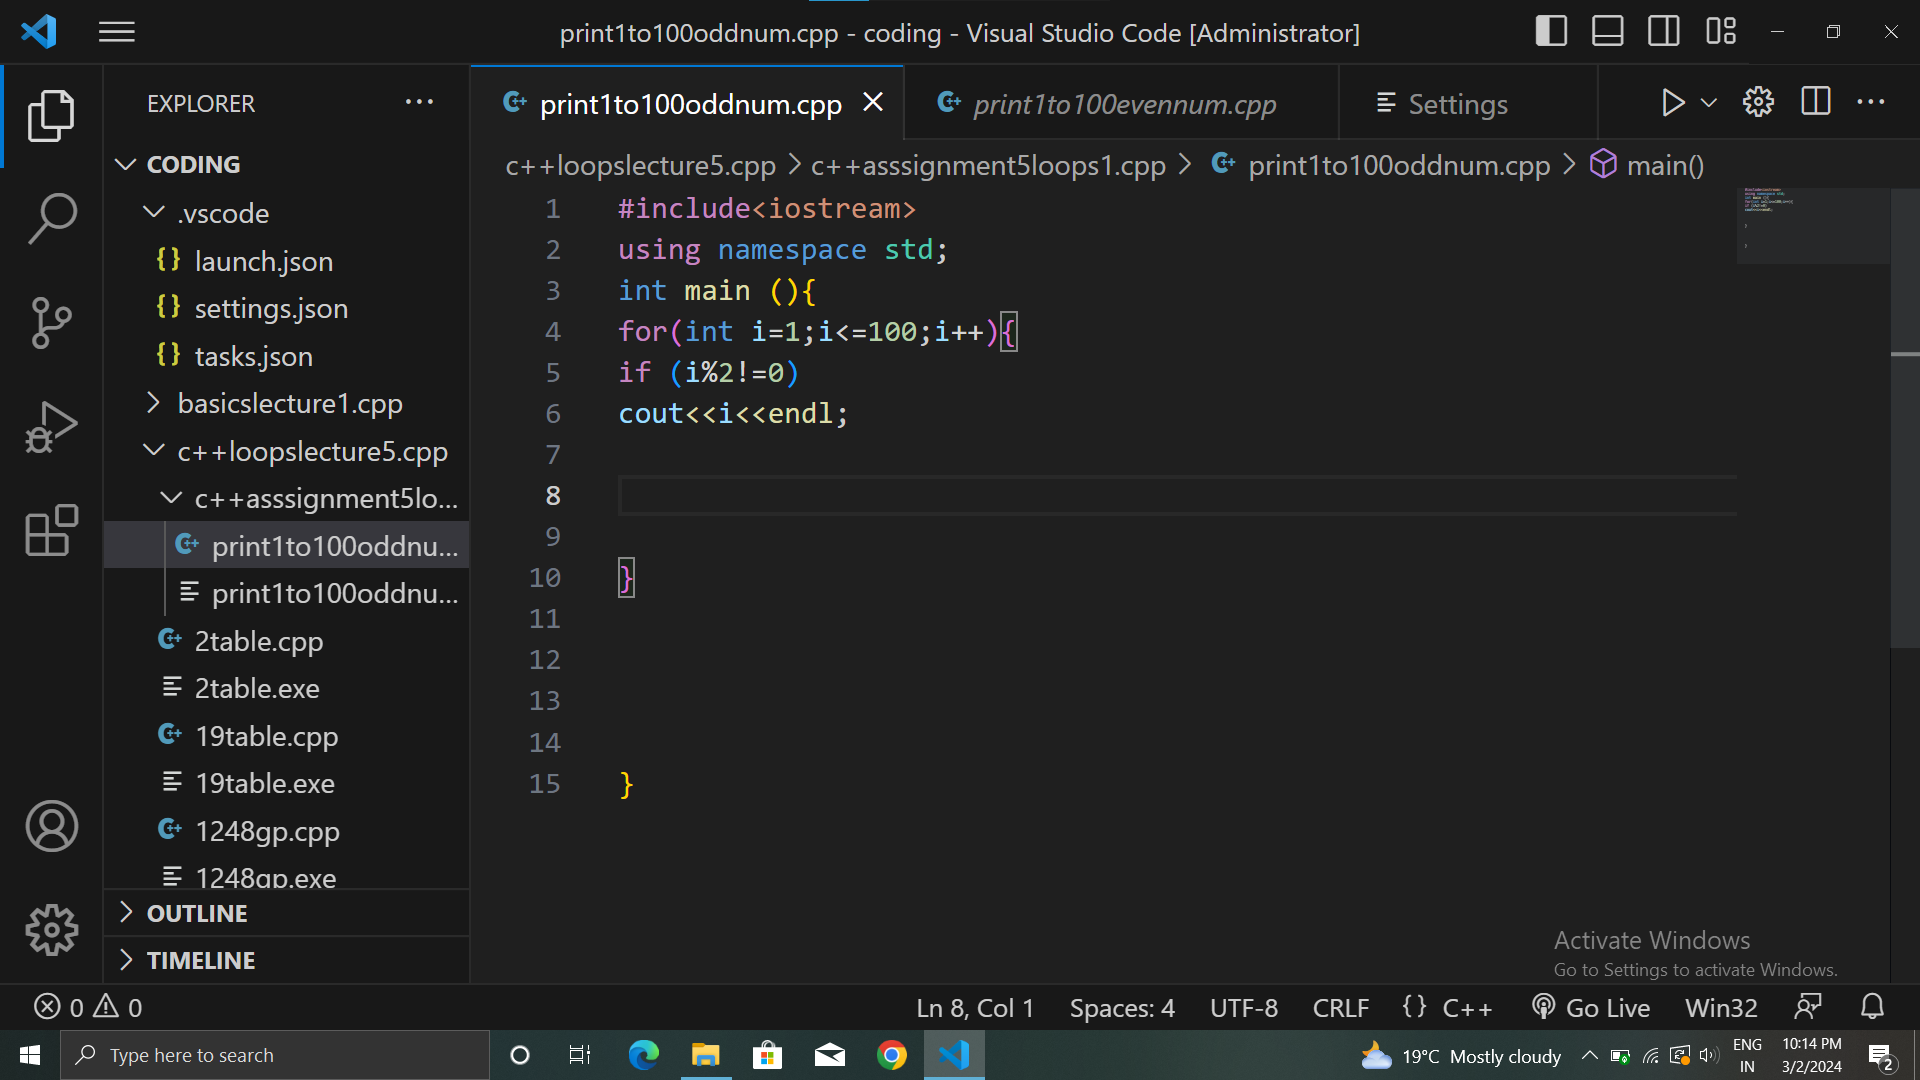 print1to100oddnum.cpp - coding - Visual Studio Code [Administrator]
EXPLORER
CODING
.vscode
{} launch.json
{} settings.json
{} tasks.json
basicslecture1.cpp
c++loopslecture5.cpp
c++asssignment5lo...
print1to100oddnu...
print1to100oddnu...
2table.cpp
2table.exe
19table.cpp
19table.exe
1248gp.cpp
1248gp.exe
OUTLINE
TIMELINE
print1to100oddnum.cpp
print1to100evennum.cpp
Settings
c++loopslecture5.cpp > c++asssignment5loops1.cpp > print1to100oddnum.cpp > main()
1 #include<iostream>
2 using namespace std;
3 int main (){
4 for(int i=1;i<=100;i++){
5 if (i%2!=0)
6 cout<<i<<endl;
7
8
9
10 }
11
12
13
14
15 }
Activate Windows
Go to Settings to activate Windows.
0 0
Ln 8, Col 1 Spaces: 4 UTF-8 CRLF {} C++ Go Live Win32
Type here to search
19°C Mostly cloudy
ENG
IN
10:14 PM
3/2/2024
2